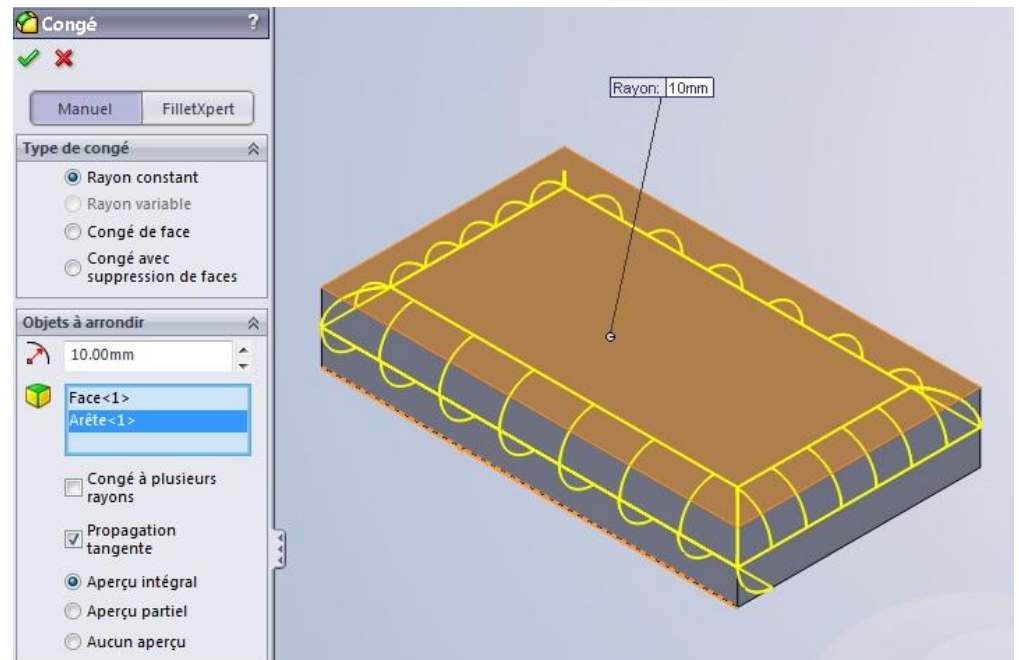 Congé ?
Manuel FilletXpert
Type de congé
Rayon constant
Rayon variable
Congé de face
Congé avec
suppression de faces
Objets à arrondir
10.00mm
Face<1>
Arête<1>
Congé à plusieurs
rayons
Propagation
tangente
Aperçu intégral
Aperçu partiel
Aucun aperçu
Rayon: 10mm